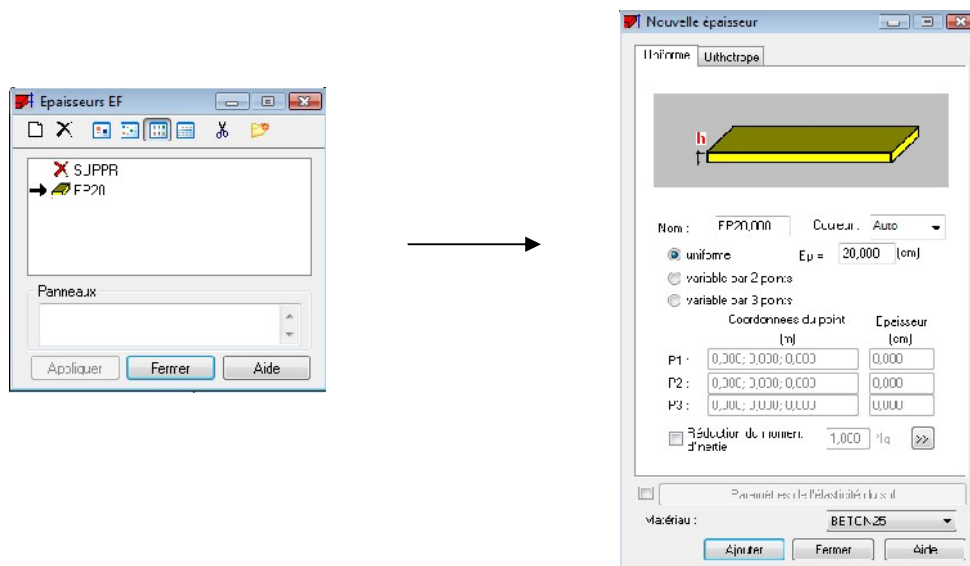 Epaisseurs EF
SUPPR
EP20
Panneaux
Appliquer Fermer Aide
Nouvelle épaisseur
Uniforme Orthotrope
h
Nom : EP20,000 Couleur : Auto
uniforme Ep = 20,000 (cm)
variable par 2 points
variable par 3 points
Coordonnees du point Epaisseur
(m) (cm)
P1 : 0,000; 0,000; 0,000 0,000
P2 : 0,000; 0,000; 0,000 0,000
P3 : 0,000; 0,000; 0,000 0,000
Réduction du moment 1,000 *Ig >>
d'inertie
Paramètres de l'élasticité du sol
Matériau : BETON25
Ajouter Fermer Aide